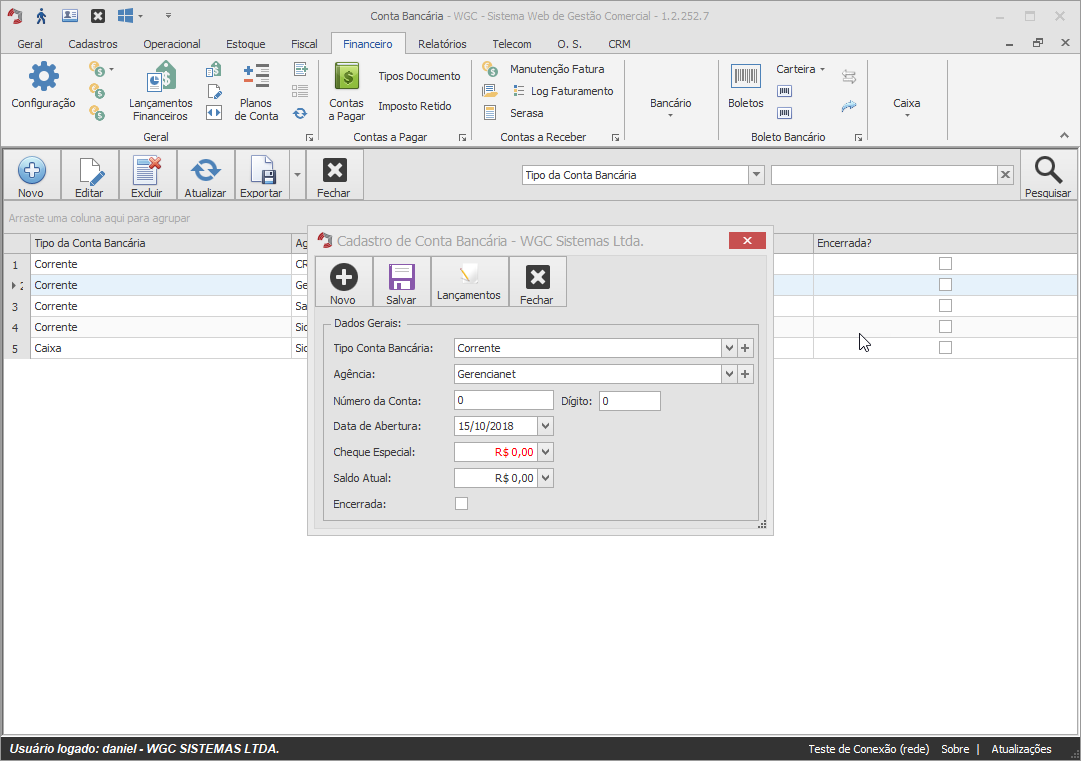 Conta Bancária - WGC - Sistema Web de Gestão Comercial - 1.2.252.7
Geral Cadastros Operacional Estoque Fiscal Financeiro Relatórios Telecom O. S. CRM
Configuração
Lançamentos Financeiros
Planos de Conta
Geral
Contas a Pagar
Tipos Documento
Imposto Retido
Contas a Pagar
Manutenção Fatura
Log Faturamento
Serasa
Contas a Receber
Bancário
Boletos
Carteira
Boleto Bancário
Caixa
Novo Editar Excluir Atualizar Exportar Fechar
Tipo da Conta Bancária
Pesquisar
Arraste uma coluna aqui para agrupar
Tipo da Conta Bancária Ag Encerrada?
1 Corrente CR
2 Corrente Ge
3 Corrente Sa
4 Corrente Sic
5 Caixa Sic
Cadastro de Conta Bancária - WGC Sistemas Ltda.
Novo Salvar Lançamentos Fechar
Dados Gerais:
Tipo Conta Bancária: Corrente
Agência: Gerencianet
Número da Conta: 0 Dígito: 0
Data de Abertura: 15/10/2018
Cheque Especial: R$ 0,00
Saldo Atual: R$ 0,00
Encerrada:
Usuário logado: daniel - WGC SISTEMAS LTDA.
Teste de Conexão (rede) Sobre | Atualizações